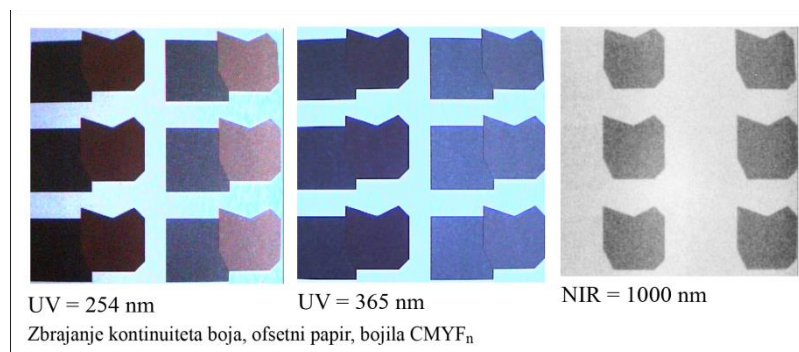 UV = 254 nm
UV = 365 nm
NIR = 1000 nm
Zbrajanje kontinuiteta boja, ofsetni papir, bojila CMYFn